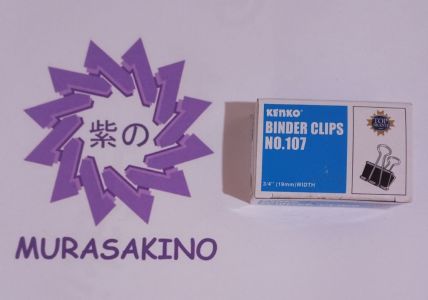 紫の
MURASAKINO
KENKO
BINDER CLIPS
NO.107
3/4" (19mm) WIDTH